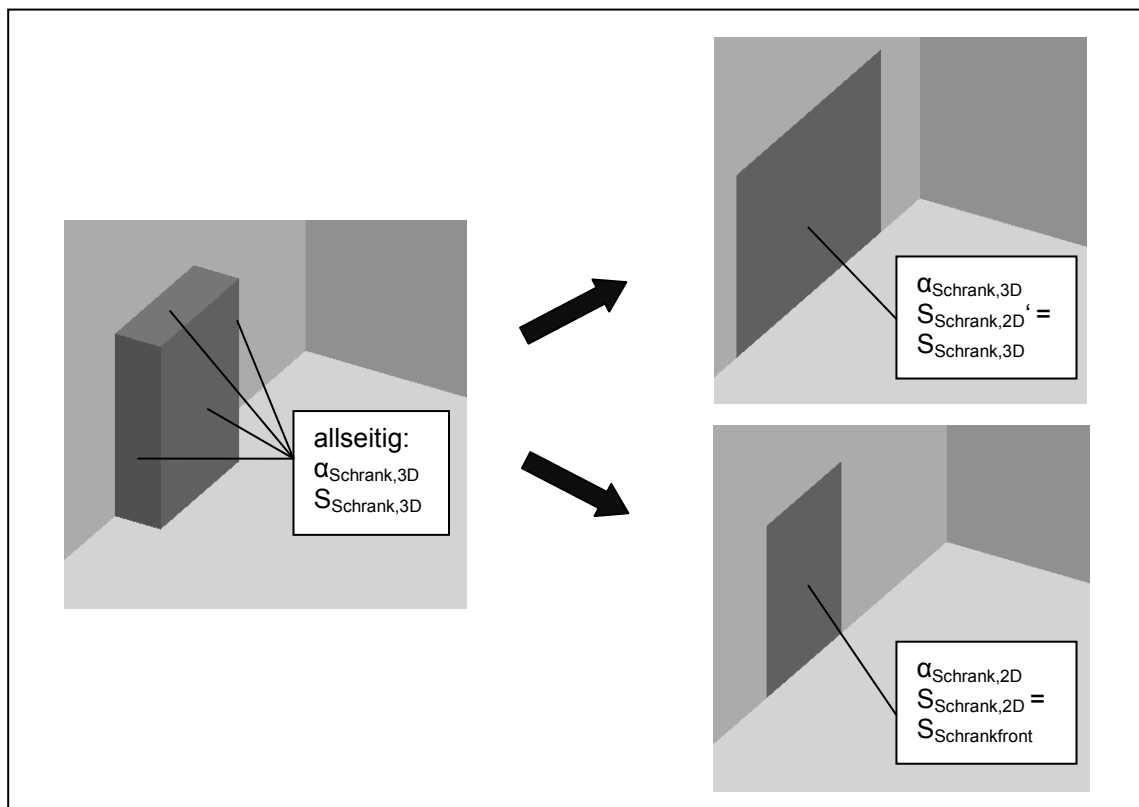 allseitig:
αSchrank,3D
SSchrank,3D
αSchrank,3D
SSchrank,2D‘ =
SSchrank,3D
αSchrank,2D
SSchrank,2D =
SSchrankfront